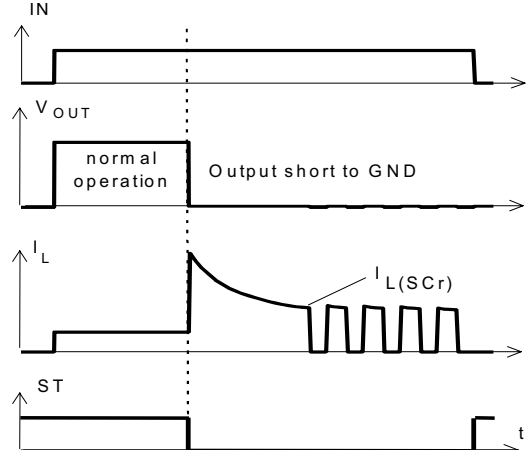 IN
V OUT
normal
operation
Output short to GND
I L
I L(SCr)
ST
t